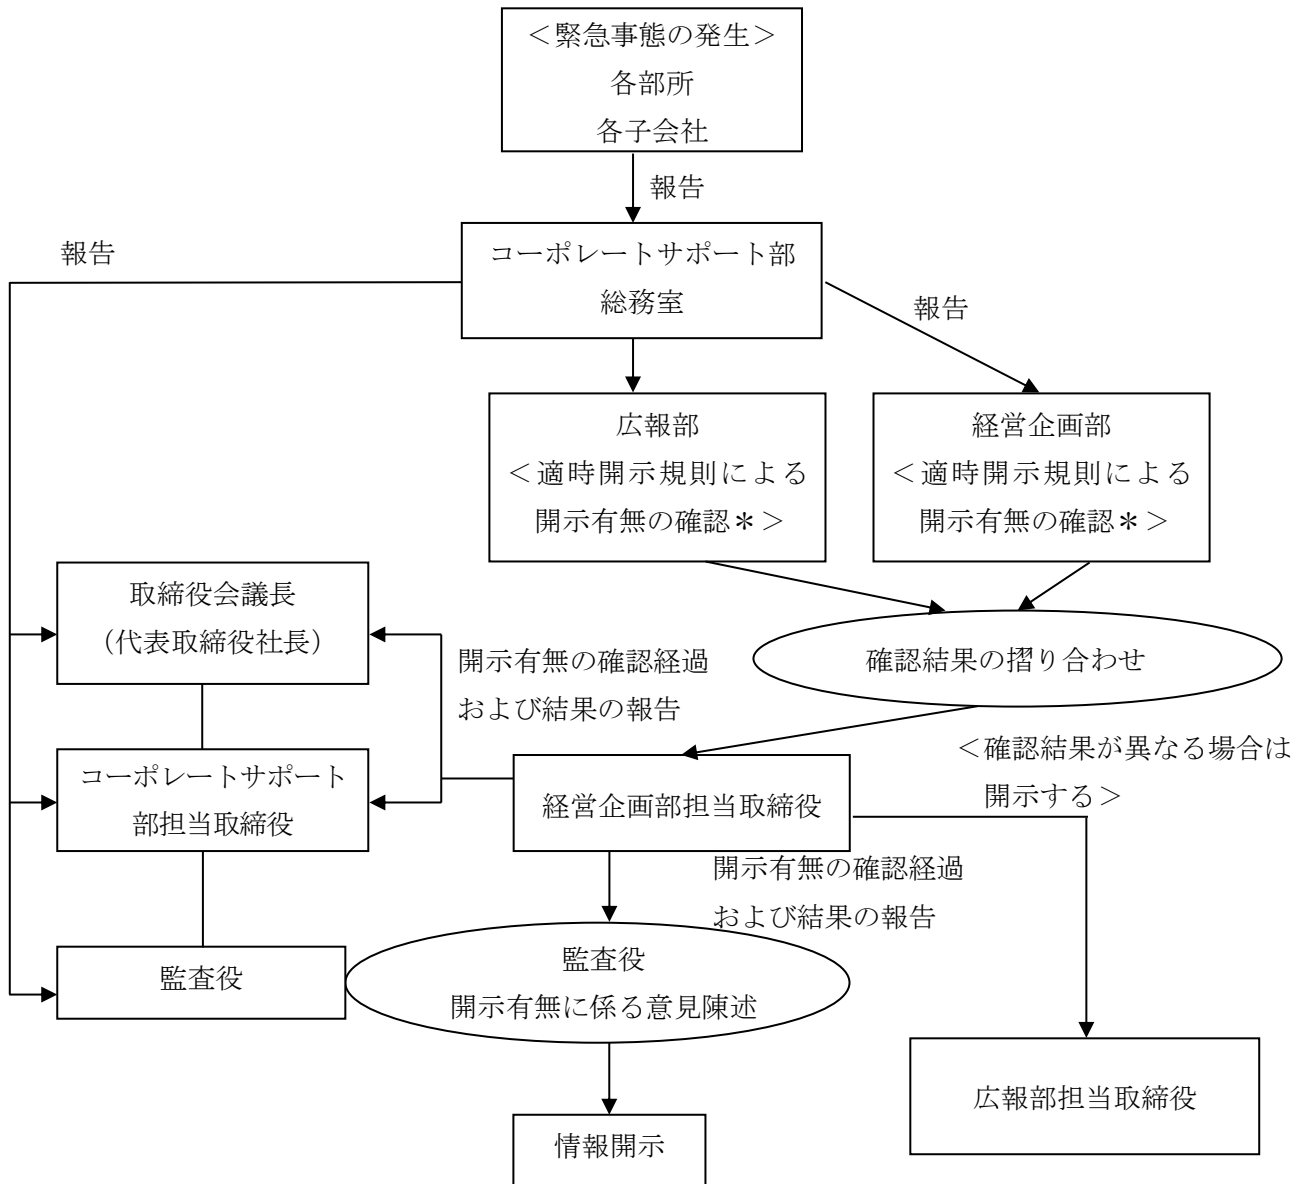 ＜緊急事態の発生＞
各部所
各子会社
報告
報告
コーポレートサポート部
総務室
報告
広報部
＜適時開示規則による
開示有無の確認＊＞
経営企画部
＜適時開示規則による
開示有無の確認＊＞
取締役会議長
（代表取締役社長）
開示有無の確認経過
および結果の報告
確認結果の摺り合わせ
＜確認結果が異なる場合は
開示する＞
コーポレートサポート
部担当取締役
経営企画部担当取締役
開示有無の確認経過
および結果の報告
監査役
監査役
開示有無に係る意見陳述
広報部担当取締役
情報開示